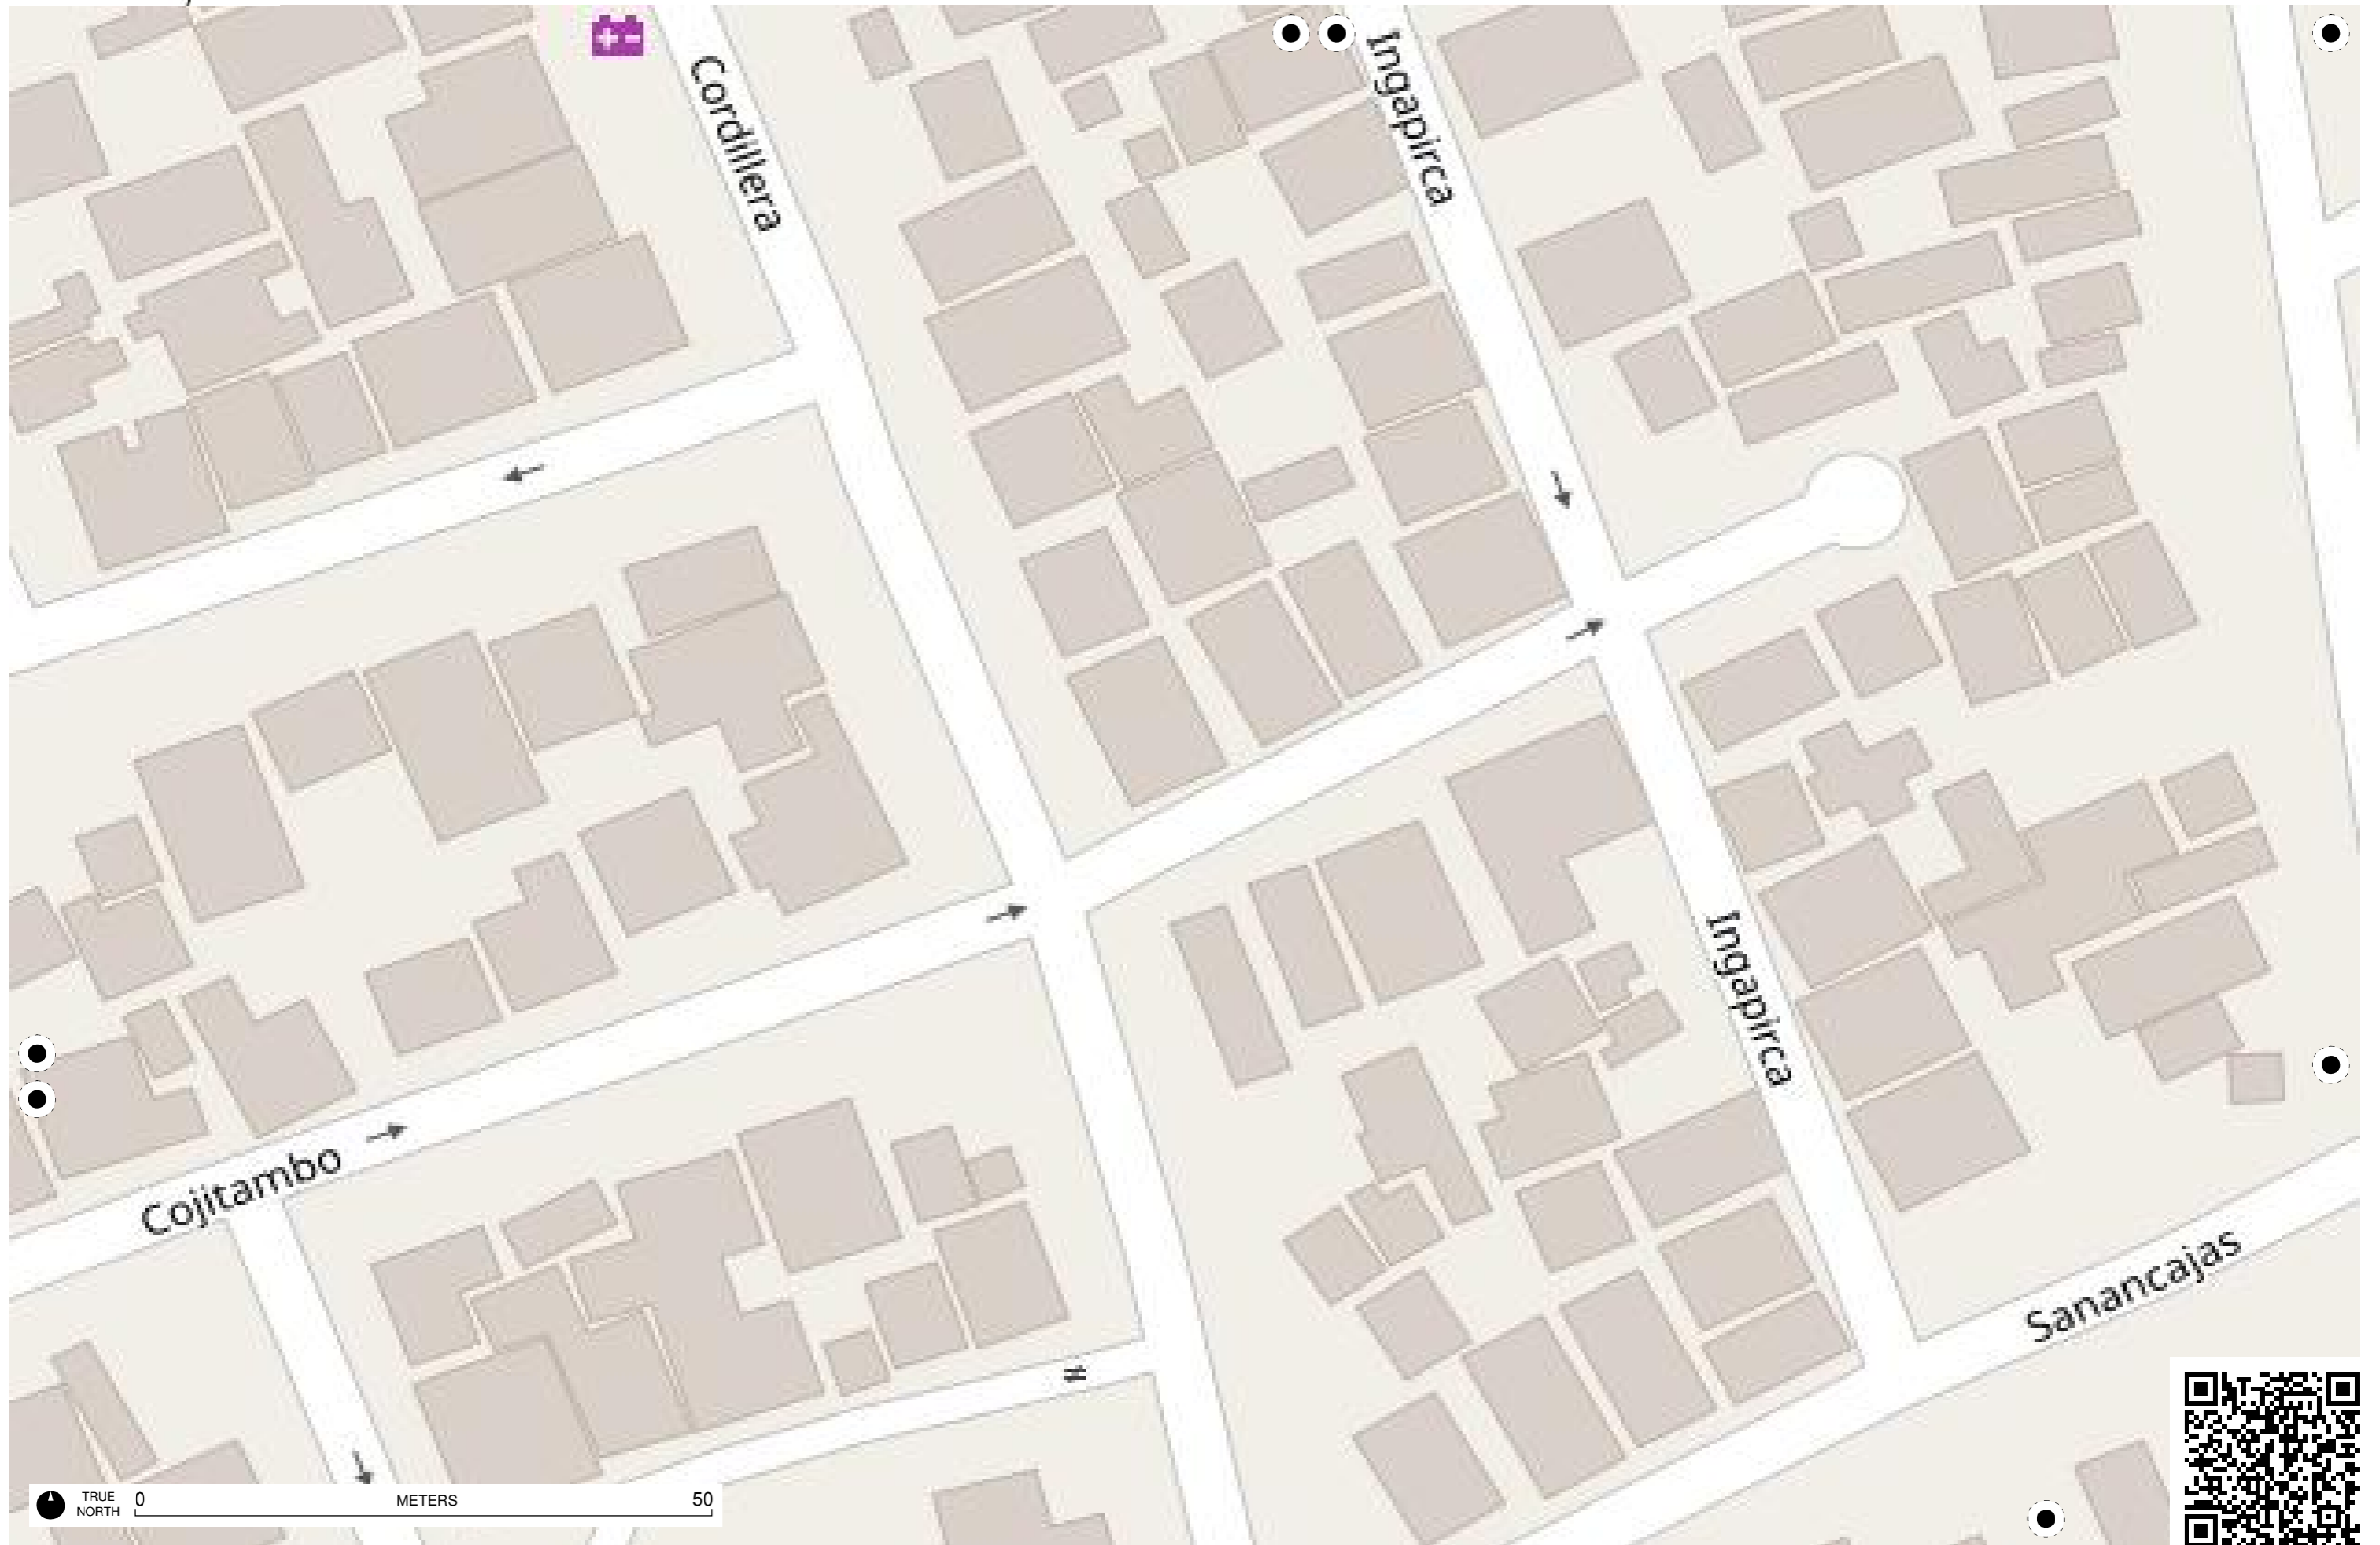 Cordillera
Ingapirca
Ingapirca
Cojitambo
Sanancajas
TRUE NORTH
0 METERS 50